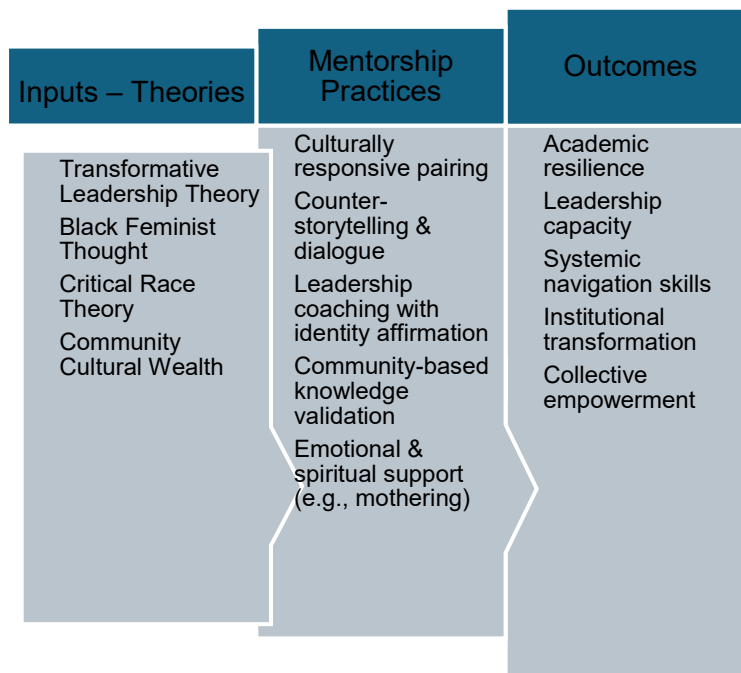 Inputs – Theories
Transformative
Leadership Theory
Black Feminist
Thought
Critical Race
Theory
Community
Cultural Wealth
Mentorship
Practices
Culturally
responsive pairing
Counter-
storytelling &
dialogue
Leadership
coaching with
identity affirmation
Community-based
knowledge
validation
Emotional &
spiritual support
(e.g., mothering)
Outcomes
Academic
resilience
Leadership
capacity
Systemic
navigation skills
Institutional
transformation
Collective
empowerment